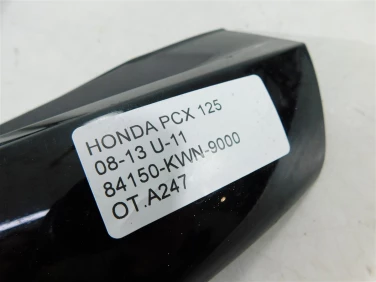 HONDA PCX 125
08-13 U-11
84150-KWN-9000
OT.A247